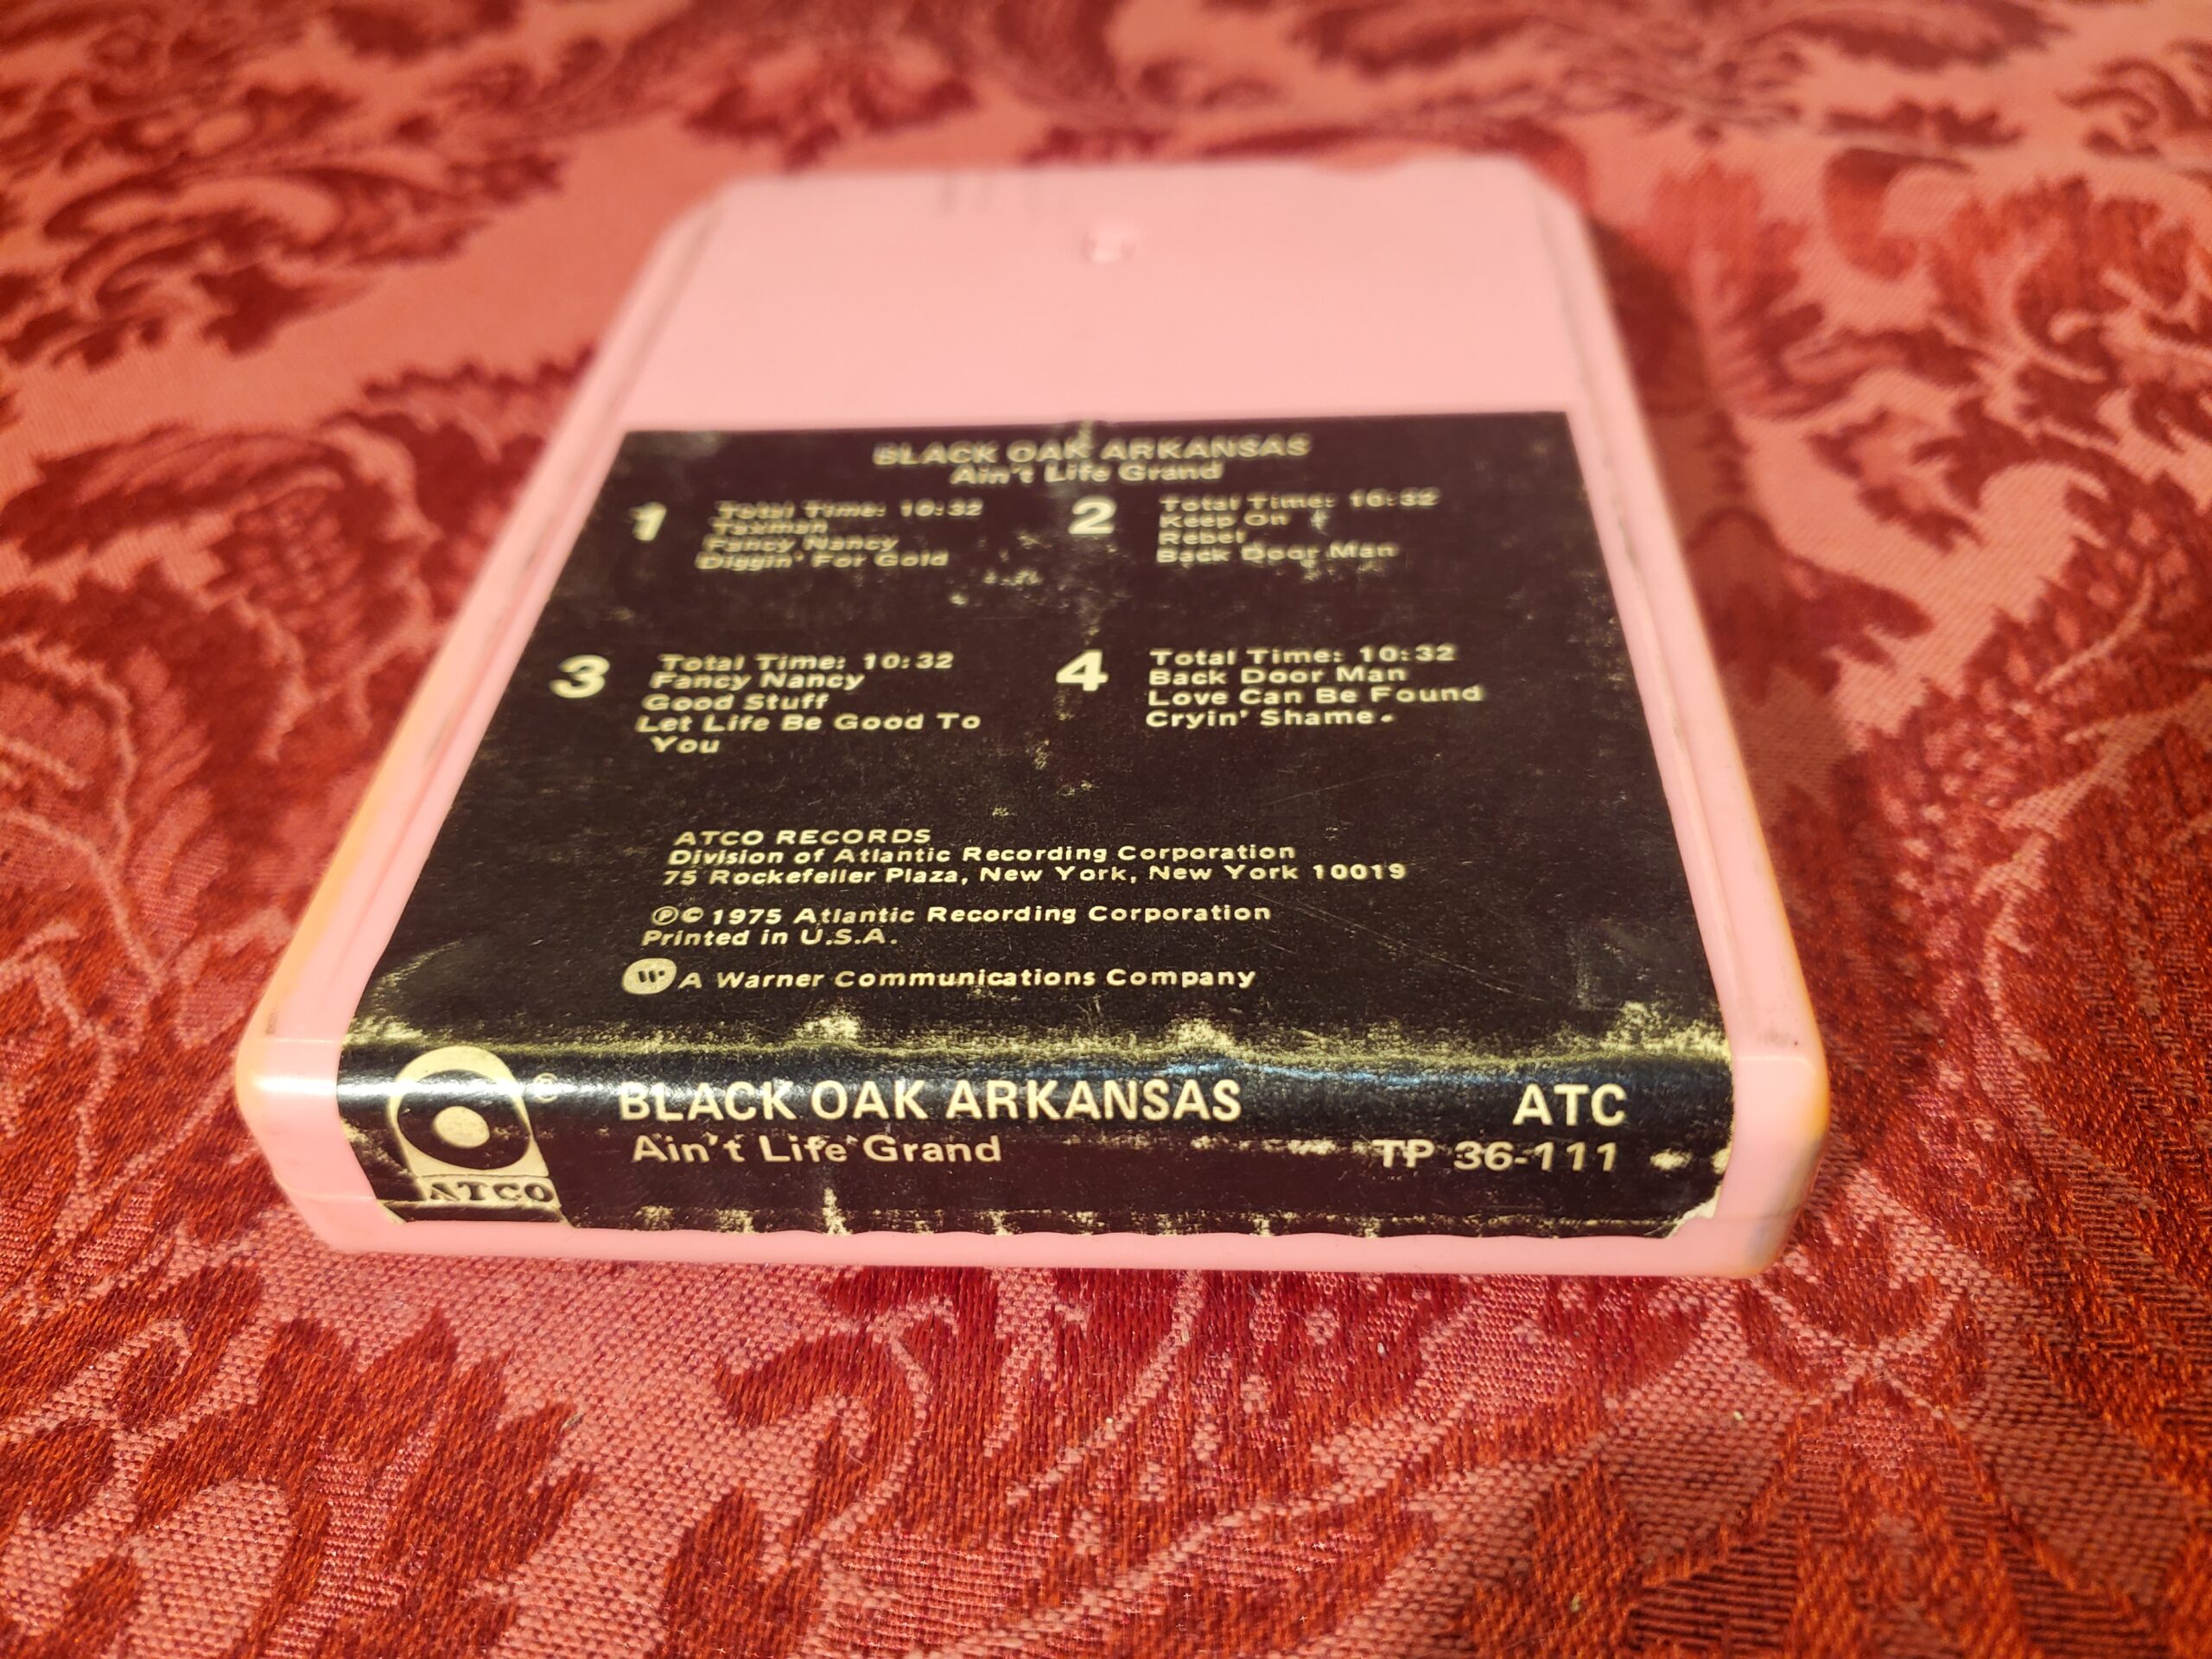 BLACK OAK ARKANSAS
Ain't Life Grand
1
Total Time: 10:32
Taxman
Fancy Nancy
Diggin' For Gold
2
Total Time: 10:32
Keep On
Rebel
Back Door Man
3
Total Time: 10:32
Fancy Nancy
Good Stuff
Let Life Be Good To
You
4
Total Time: 10:32
Back Door Man
Love Can Be Found
Cryin' Shame
ATCO RECORDS
Division of Atlantic Recording Corporation
75 Rockefeller Plaza, New York, New York 10019
℗© 1975 Atlantic Recording Corporation
Printed in U.S.A.
W A Warner Communications Company
ATCO ®
BLACK OAK ARKANSAS
Ain't Life Grand
ATC
TP 36-111